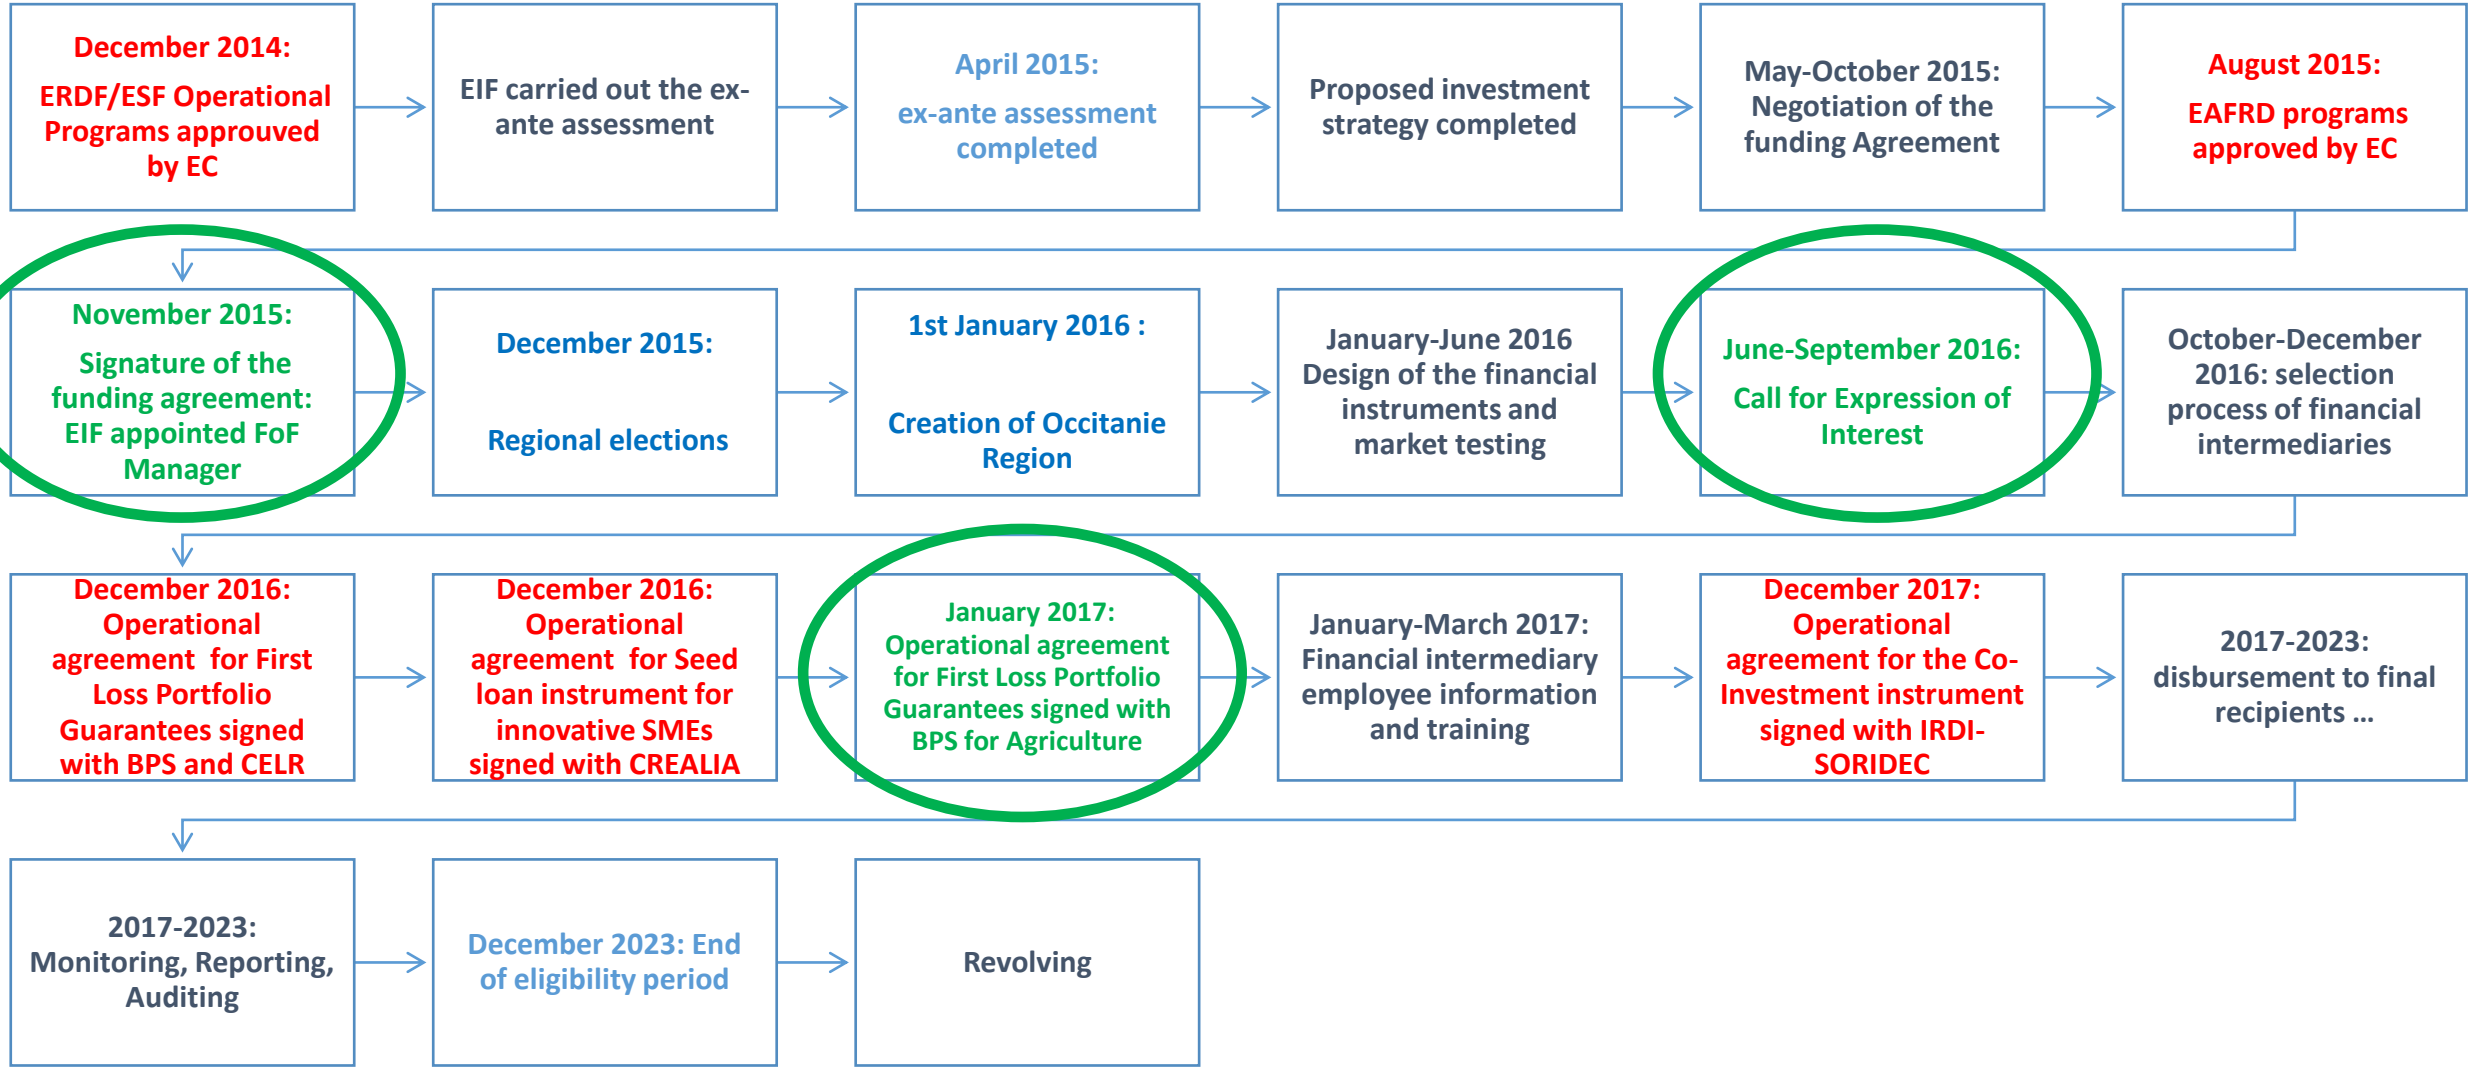 December 2014:
ERDF/ESF Operational
Programs approuved
by EC
EIF carried out the ex-
ante assessment
April 2015:
ex-ante assessment
completed
Proposed investment
strategy completed
May-October 2015:
Negotiation of the
funding Agreement
August 2015:
EAFRD programs
approved by EC
November 2015:
Signature of the
funding agreement:
EIF appointed FoF
Manager
December 2015:
Regional elections
1st January 2016 :
Creation of Occitanie
Region
January-June 2016
Design of the financial
instruments and
market testing
June-September 2016:
Call for Expression of
Interest
October-December
2016: selection
process of financial
intermediaries
December 2016:
Operational
agreement for First
Loss Portfolio
Guarantees signed
with BPS and CELR
December 2016:
Operational
agreement for Seed
loan instrument for
innovative SMEs
signed with CREALIA
January 2017:
Operational agreement
for First Loss Portfolio
Guarantees signed with
BPS for Agriculture
January-March 2017:
Financial intermediary
employee information
and training
December 2017:
Operational
agreement for the Co-
Investment instrument
signed with IRDI-
SORIDEC
2017-2023:
disbursement to final
recipients ...
2017-2023:
Monitoring, Reporting,
Auditing
December 2023: End
of eligibility period
Revolving